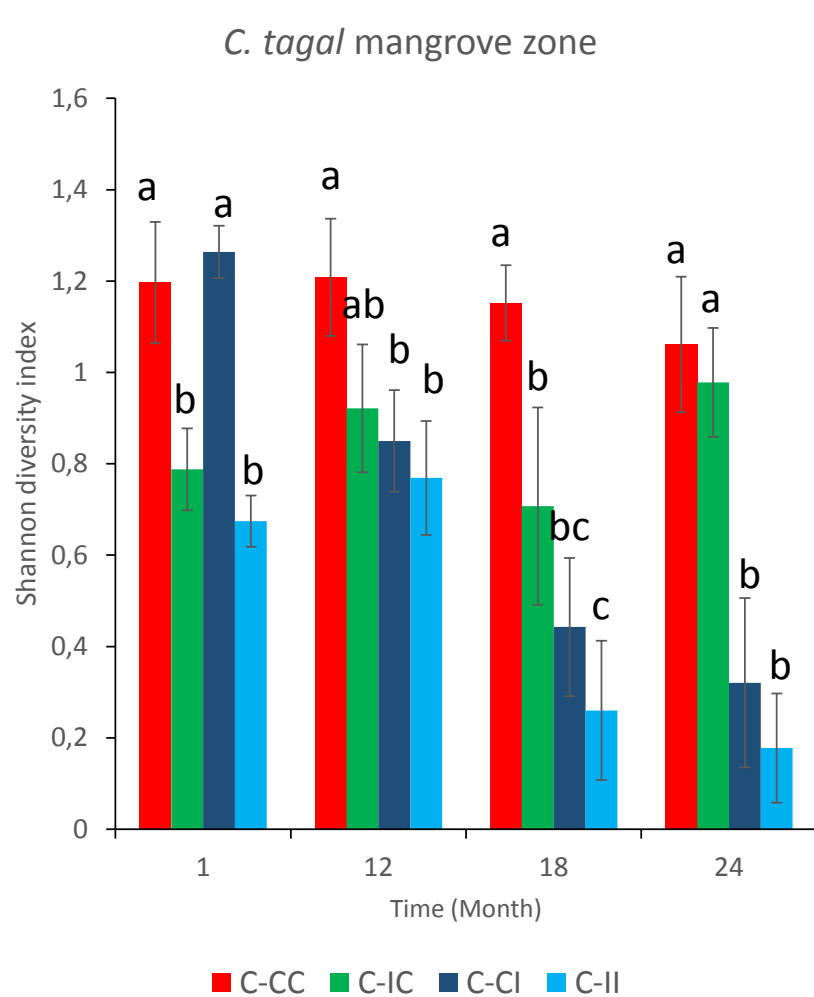 C. tagal mangrove zone
Shannon diversity index
1,6
1,4
1,2
1
0,8
0,6
0,4
0,2
0
a
b
a
b
a
ab
b
b
a
b
bc
c
a
a
b
b
1 12 18 24
Time (Month)
C-CC C-IC C-CI C-II